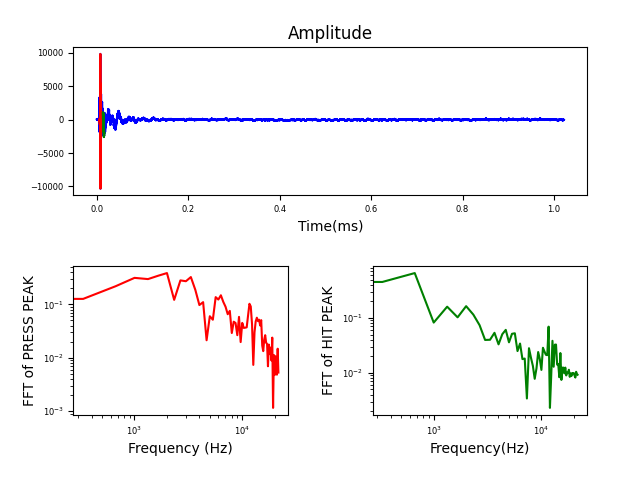 Amplitude
10000
5000
0
−5000
−10000
0.0 0.2 0.4 0.6 0.8 1.0
Time(ms)
FFT of PRESS PEAK
10⁻¹
10⁻²
10⁻³
10³ 10⁴
Frequency (Hz)
FFT of HIT PEAK
10⁻¹
10⁻²
10³ 10⁴
Frequency(Hz)